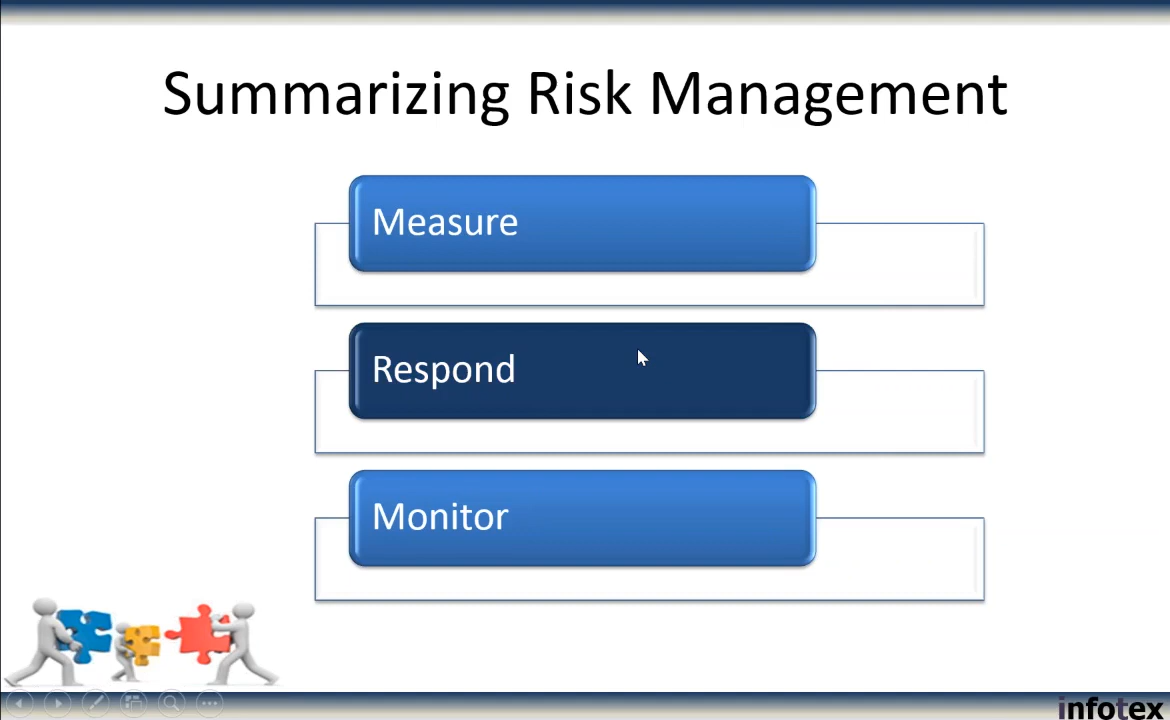 Summarizing Risk Management
Measure
Respond
Monitor
infotex